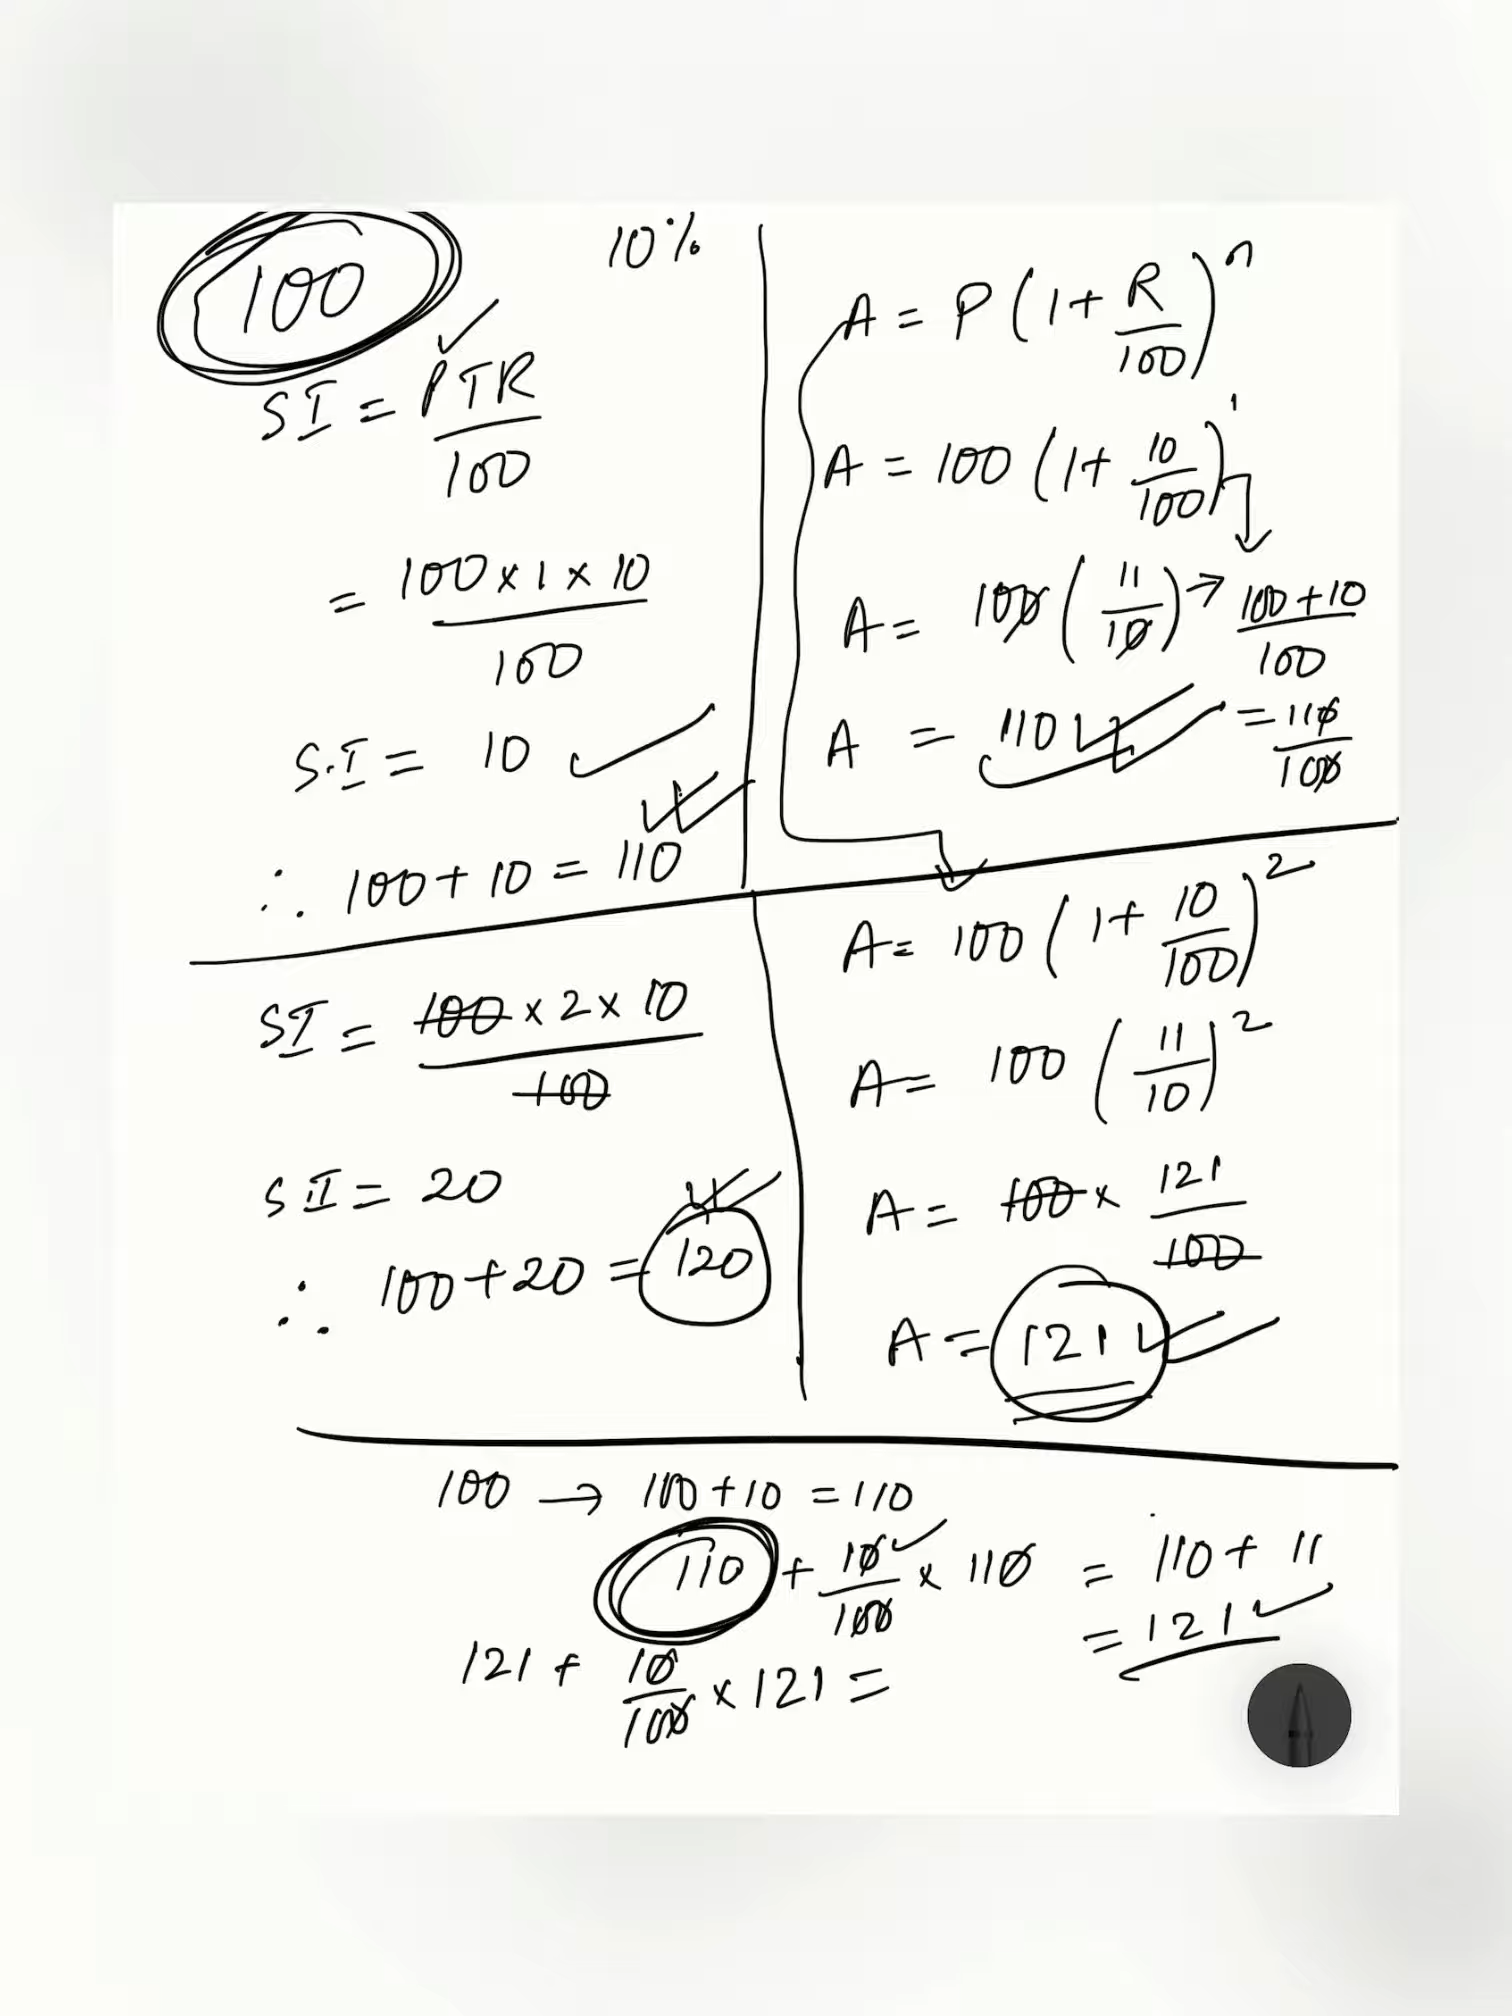 100 10%
SI = PTR/100
= 100 x 1 x 10/100
S.I = 10 ✓
∴ 100 + 10 = 110
A = P(1 + R/100)^n
A = 100(1 + 10/100)^1
A = 100(11/10) → 100 + 10/100
A = 110 = 110/100
SI = 100 x 2 x 10/100
SI = 20
∴ 100 + 20 = 120
A = 100(1 + 10/100)^2
A = 100(11/10)^2
A = 100 x 121/100
A = 121
100 → 100 + 10 = 110
110 + 10/100 x 110 = 110 + 11
= 121
121 + 10/100 x 121 =